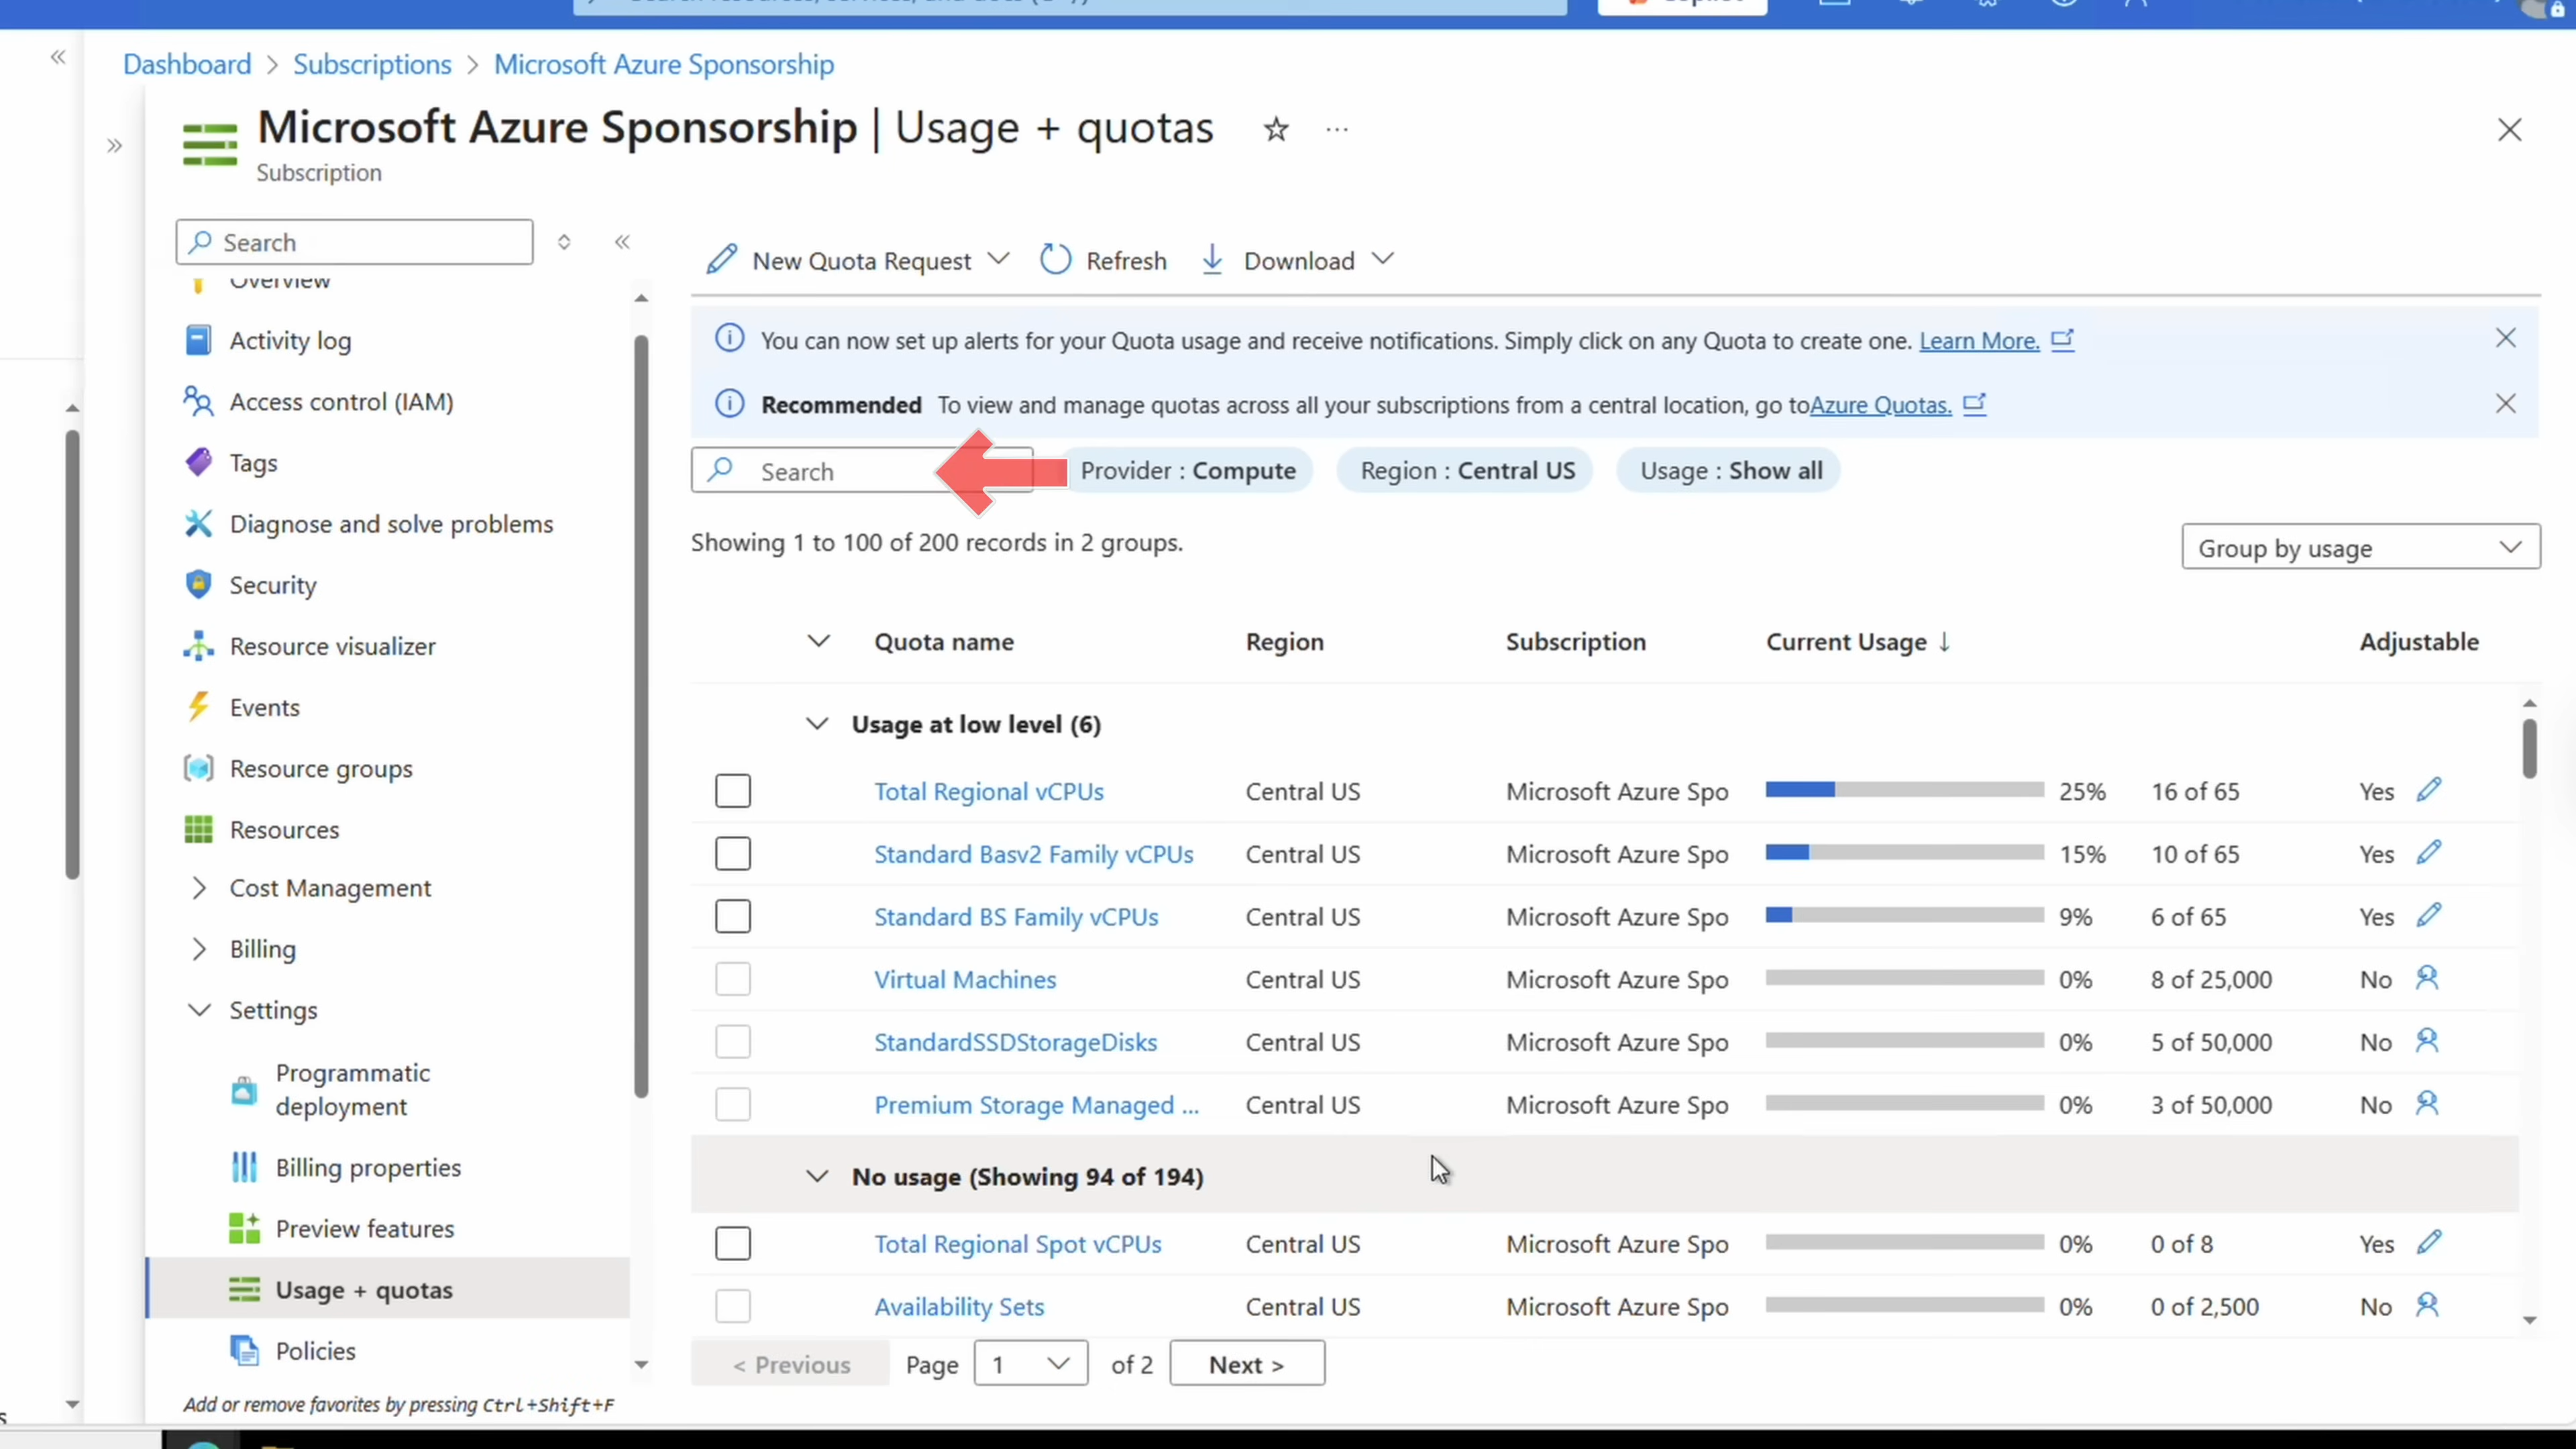 Dashboard > Subscriptions > Microsoft Azure Sponsorship
Microsoft Azure Sponsorship | Usage + quotas
Subscription
Search
Overview
Activity log
Access control (IAM)
Tags
Diagnose and solve problems
Security
Resource visualizer
Events
Resource groups
Resources
Cost Management
Billing
Settings
Programmatic
deployment
Billing properties
Preview features
Usage + quotas
Policies
Add or remove favorites by pressing Ctrl+Shift+F
New Quota Request Refresh Download
You can now set up alerts for your Quota usage and receive notifications. Simply click on any Quota to create one. Learn More.
Recommended To view and manage quotas across all your subscriptions from a central location, go toAzure Quotas.
Search Provider : Compute Region : Central US Usage : Show all
Showing 1 to 100 of 200 records in 2 groups.
Group by usage
Quota name Region Subscription Current Usage ↓ Adjustable
Usage at low level (6)
Total Regional vCPUs Central US Microsoft Azure Spo 25% 16 of 65 Yes
Standard Basv2 Family vCPUs Central US Microsoft Azure Spo 15% 10 of 65 Yes
Standard BS Family vCPUs Central US Microsoft Azure Spo 9% 6 of 65 Yes
Virtual Machines Central US Microsoft Azure Spo 0% 8 of 25,000 No
StandardSSDStorageDisks Central US Microsoft Azure Spo 0% 5 of 50,000 No
Premium Storage Managed ... Central US Microsoft Azure Spo 0% 3 of 50,000 No
No usage (Showing 94 of 194)
Total Regional Spot vCPUs Central US Microsoft Azure Spo 0% 0 of 8 Yes
Availability Sets Central US Microsoft Azure Spo 0% 0 of 2,500 No
< Previous Page 1 of 2 Next >